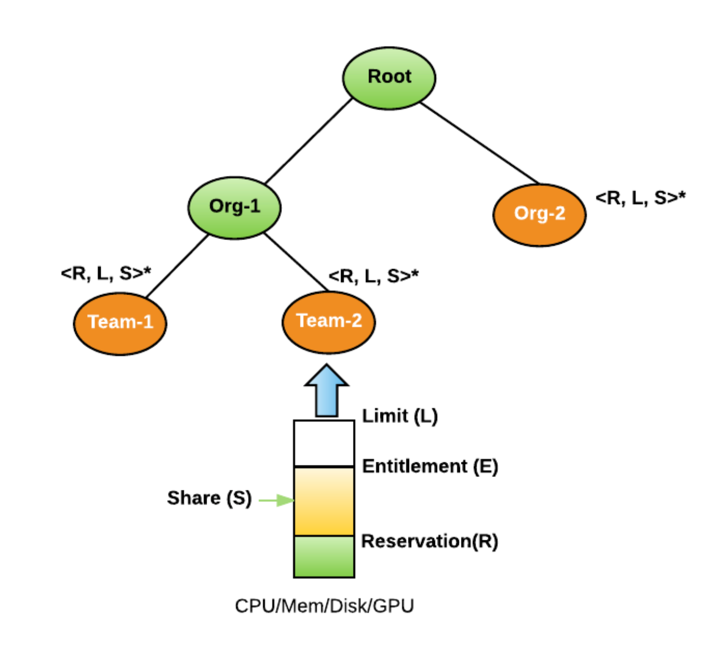 Root
Org-1
Org-2
<R, L, S>*
<R, L, S>*
<R, L, S>*
Team-1
Team-2
Limit (L)
Entitlement (E)
Share (S)
Reservation(R)
CPU/Mem/Disk/GPU